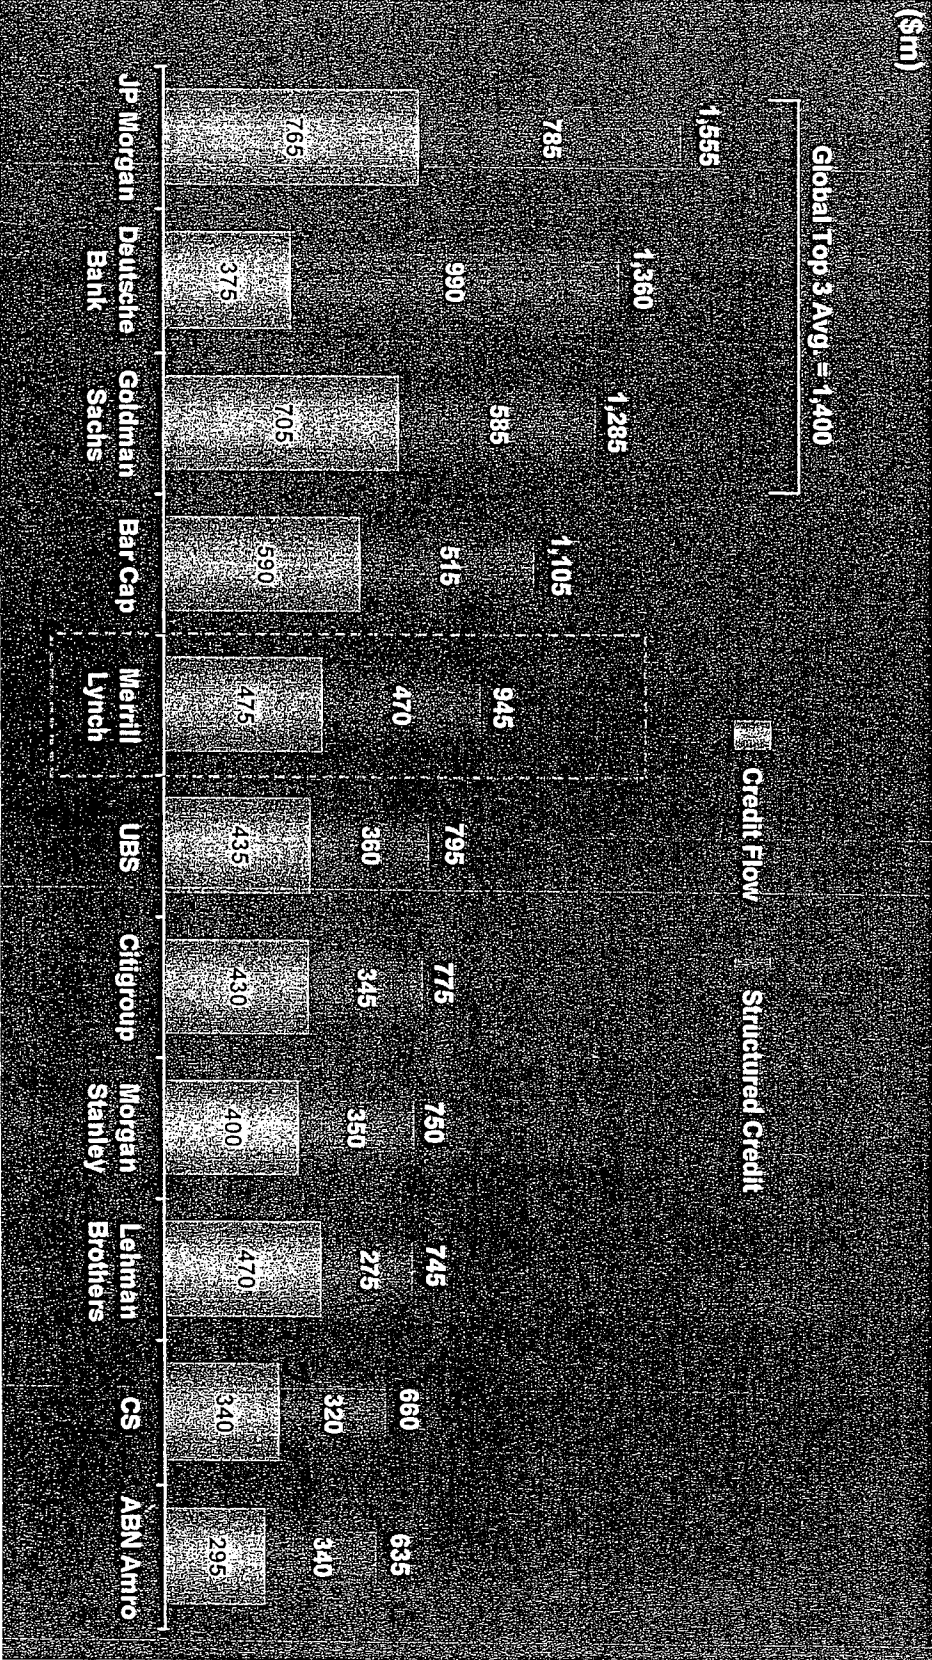 ($m)
Global Top 3 Avg. = 1,400
Credit Flow
Structured Credit
1,555
785
765
1,360
990
375
1,285
585
705
1,105
515
590
945
470
475
795
360
435
775
345
430
750
350
400
745
275
470
660
320
340
635
340
295
JP Morgan
Deutsche
Bank
Goldman
Sachs
Bar Cap
Merrill
Lynch
UBS
Citigroup
Morgan
Stanley
Lehman
Brothers
CS
ABN Amro